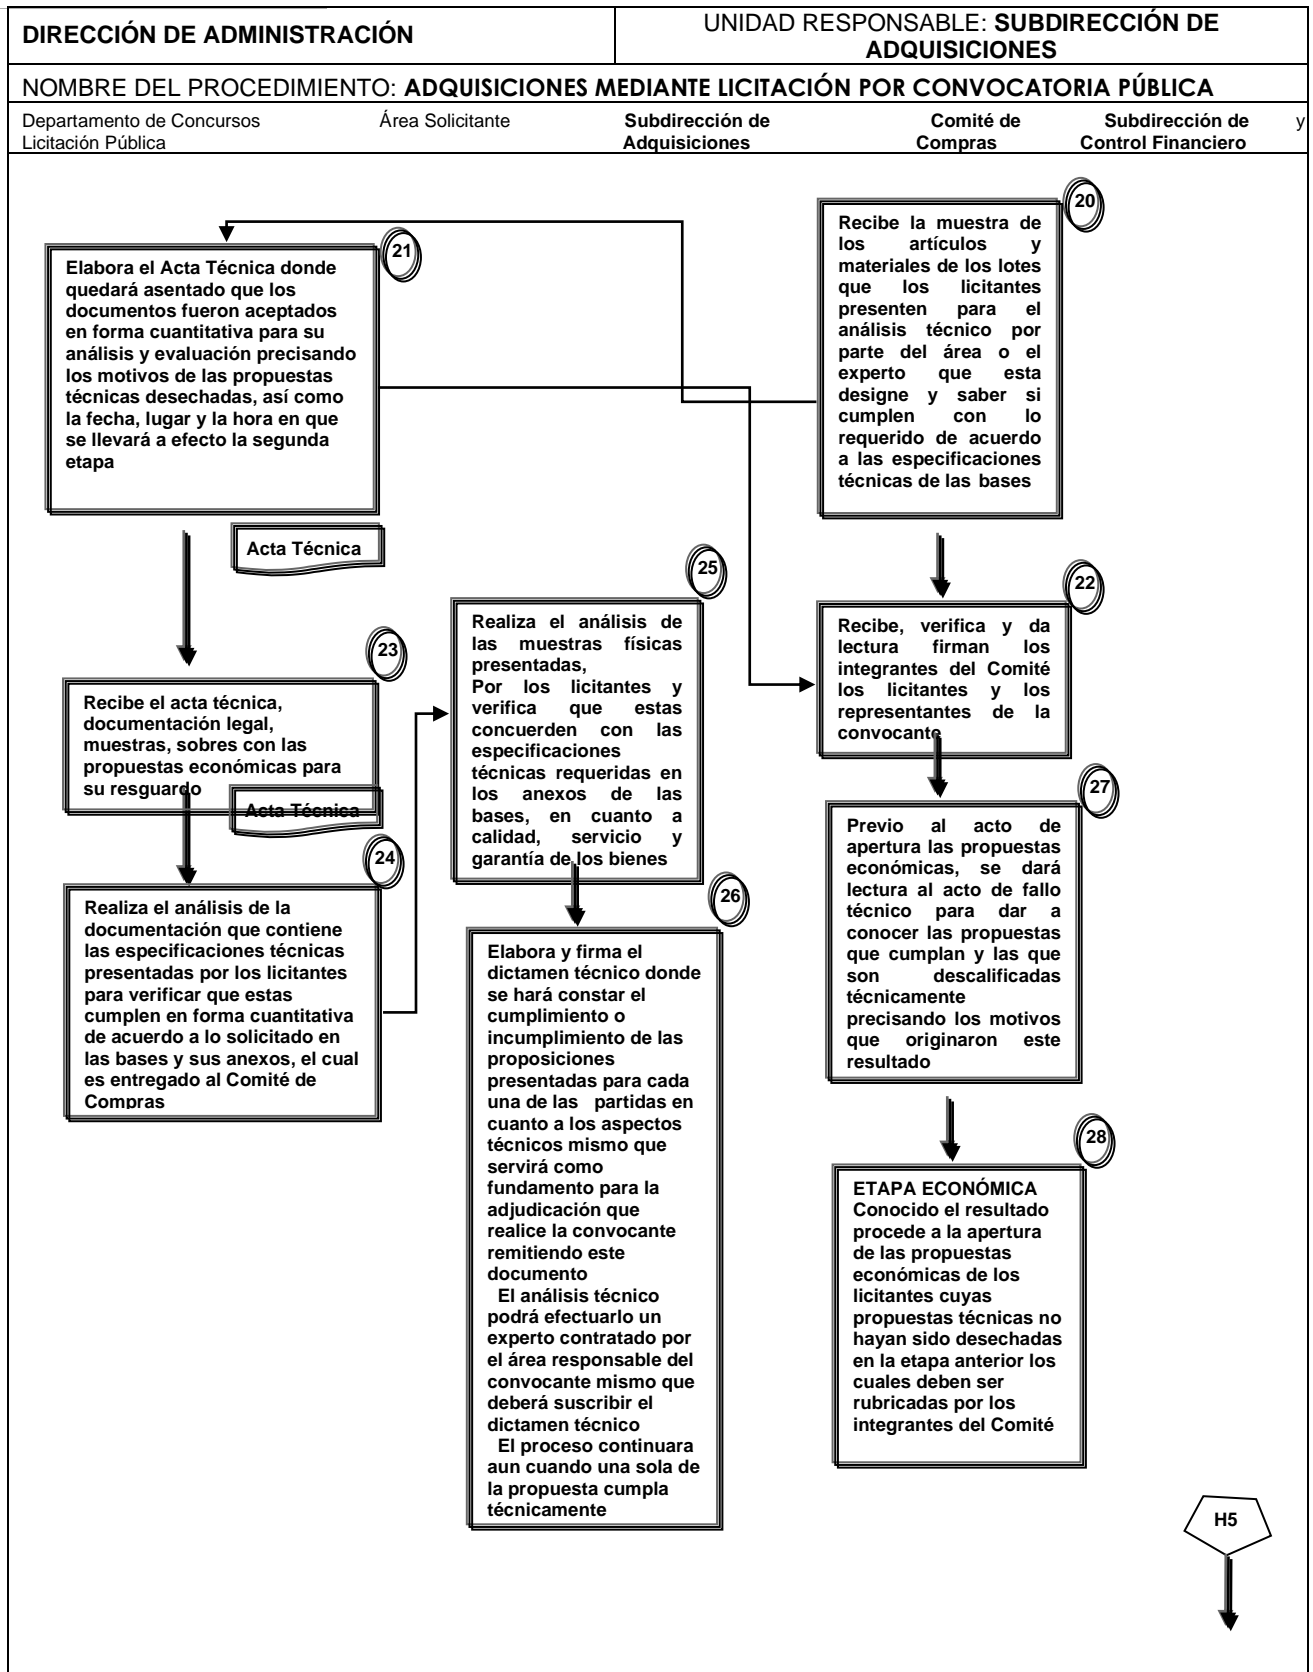 DIRECCIÓN DE ADMINISTRACIÓN
UNIDAD RESPONSABLE: SUBDIRECCIÓN DE
ADQUISICIONES
NOMBRE DEL PROCEDIMIENTO: ADQUISICIONES MEDIANTE LICITACIÓN POR CONVOCATORIA PÚBLICA
Departamento de Concursos
Licitación Pública
Área Solicitante
Subdirección de
Adquisiciones
Comité de
Compras
Subdirección de
Control Financiero
y
20
Recibe la muestra de
los artículos y
materiales de los lotes
que los licitantes
presenten para el
análisis técnico por
parte del área o el
experto que esta
designe y saber si
cumplen con lo
requerido de acuerdo
a las especificaciones
técnicas de las bases
21
Elabora el Acta Técnica donde
quedará asentado que los
documentos fueron aceptados
en forma cuantitativa para su
análisis y evaluación precisando
los motivos de las propuestas
técnicas desechadas, así como
la fecha, lugar y la hora en que
se llevará a efecto la segunda
etapa
Acta Técnica
22
Recibe, verifica y da
lectura firman los
integrantes del Comité
los licitantes y los
representantes de la
convocante
23
Recibe el acta técnica,
documentación legal,
muestras, sobres con las
propuestas económicas para
su resguardo
Acta Técnica
24
Realiza el análisis de la
documentación que contiene
las especificaciones técnicas
presentadas por los licitantes
para verificar que estas
cumplen en forma cuantitativa
de acuerdo a lo solicitado en
las bases y sus anexos, el cual
es entregado al Comité de
Compras
25
Realiza el análisis de
las muestras físicas
presentadas,
Por los licitantes y
verifica que estas
concuerden con las
especificaciones
técnicas requeridas en
los anexos de las
bases, en cuanto a
calidad, servicio y
garantía de los bienes
26
Elabora y firma el
dictamen técnico donde
se hará constar el
cumplimiento o
incumplimiento de las
proposiciones
presentadas para cada
una de las partidas en
cuanto a los aspectos
técnicos mismo que
servirá como
fundamento para la
adjudicación que
realice la convocante
remitiendo este
documento
El análisis técnico
podrá efectuarlo un
experto contratado por
el área responsable del
convocante mismo que
deberá suscribir el
dictamen técnico
El proceso continuara
aun cuando una sola de
la propuesta cumpla
técnicamente
27
Previo al acto de
apertura las propuestas
económicas, se dará
lectura al acto de fallo
técnico para dar a
conocer las propuestas
que cumplan y las que
son descalificadas
técnicamente
precisando los motivos
que originaron este
resultado
28
ETAPA ECONÓMICA
Conocido el resultado
procede a la apertura
de las propuestas
económicas de los
licitantes cuyas
propuestas técnicas no
hayan sido desechadas
en la etapa anterior los
cuales deben ser
rubricadas por los
integrantes del Comité
H5